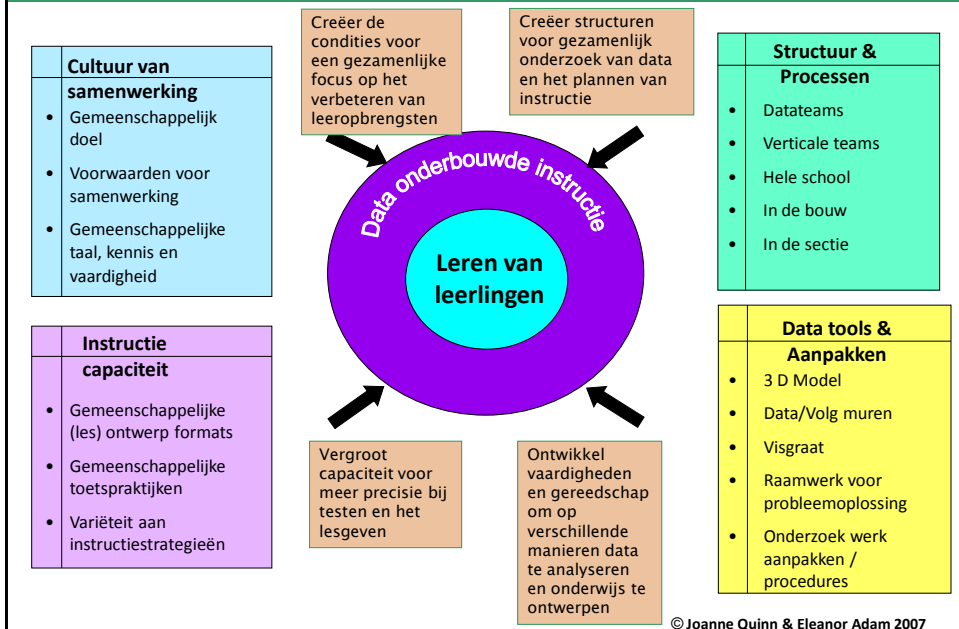 Creëer de
condities voor
een gezamenlijke
focus op het
verbeteren van
leeropbrengsten
Creëer structuren
voor gezamenlijk
onderzoek van data
en het plannen van
instructie
Cultuur van
samenwerking
• Gemeenschappelijk
doel
• Voorwaarden voor
samenwerking
• Gemeenschappelijke
taal, kennis en
vaardigheid
Structuur &
Processen
• Datateams
• Verticale teams
• Hele school
• In de bouw
• In de sectie
Data onderbouwde instructie
Leren van
leerlingen
Instructie
capaciteit
• Gemeenschappelijke
(les) ontwerp formats
• Gemeenschappelijke
toetspraktijken
• Variëteit aan
instructiestrategieën
Data tools &
Aanpakken
• 3 D Model
• Data/Volg muren
• Visgraat
• Raamwerk voor
probleemoplossing
• Onderzoek werk
aanpakken /
procedures
Vergroot
capaciteit voor
meer precisie bij
testen en het
lesgeven
Ontwikkel
vaardigheden
en gereedschap
om op
verschillende
manieren data
te analyseren
en onderwijs te
ontwerpen
© Joanne Quinn & Eleanor Adam 2007